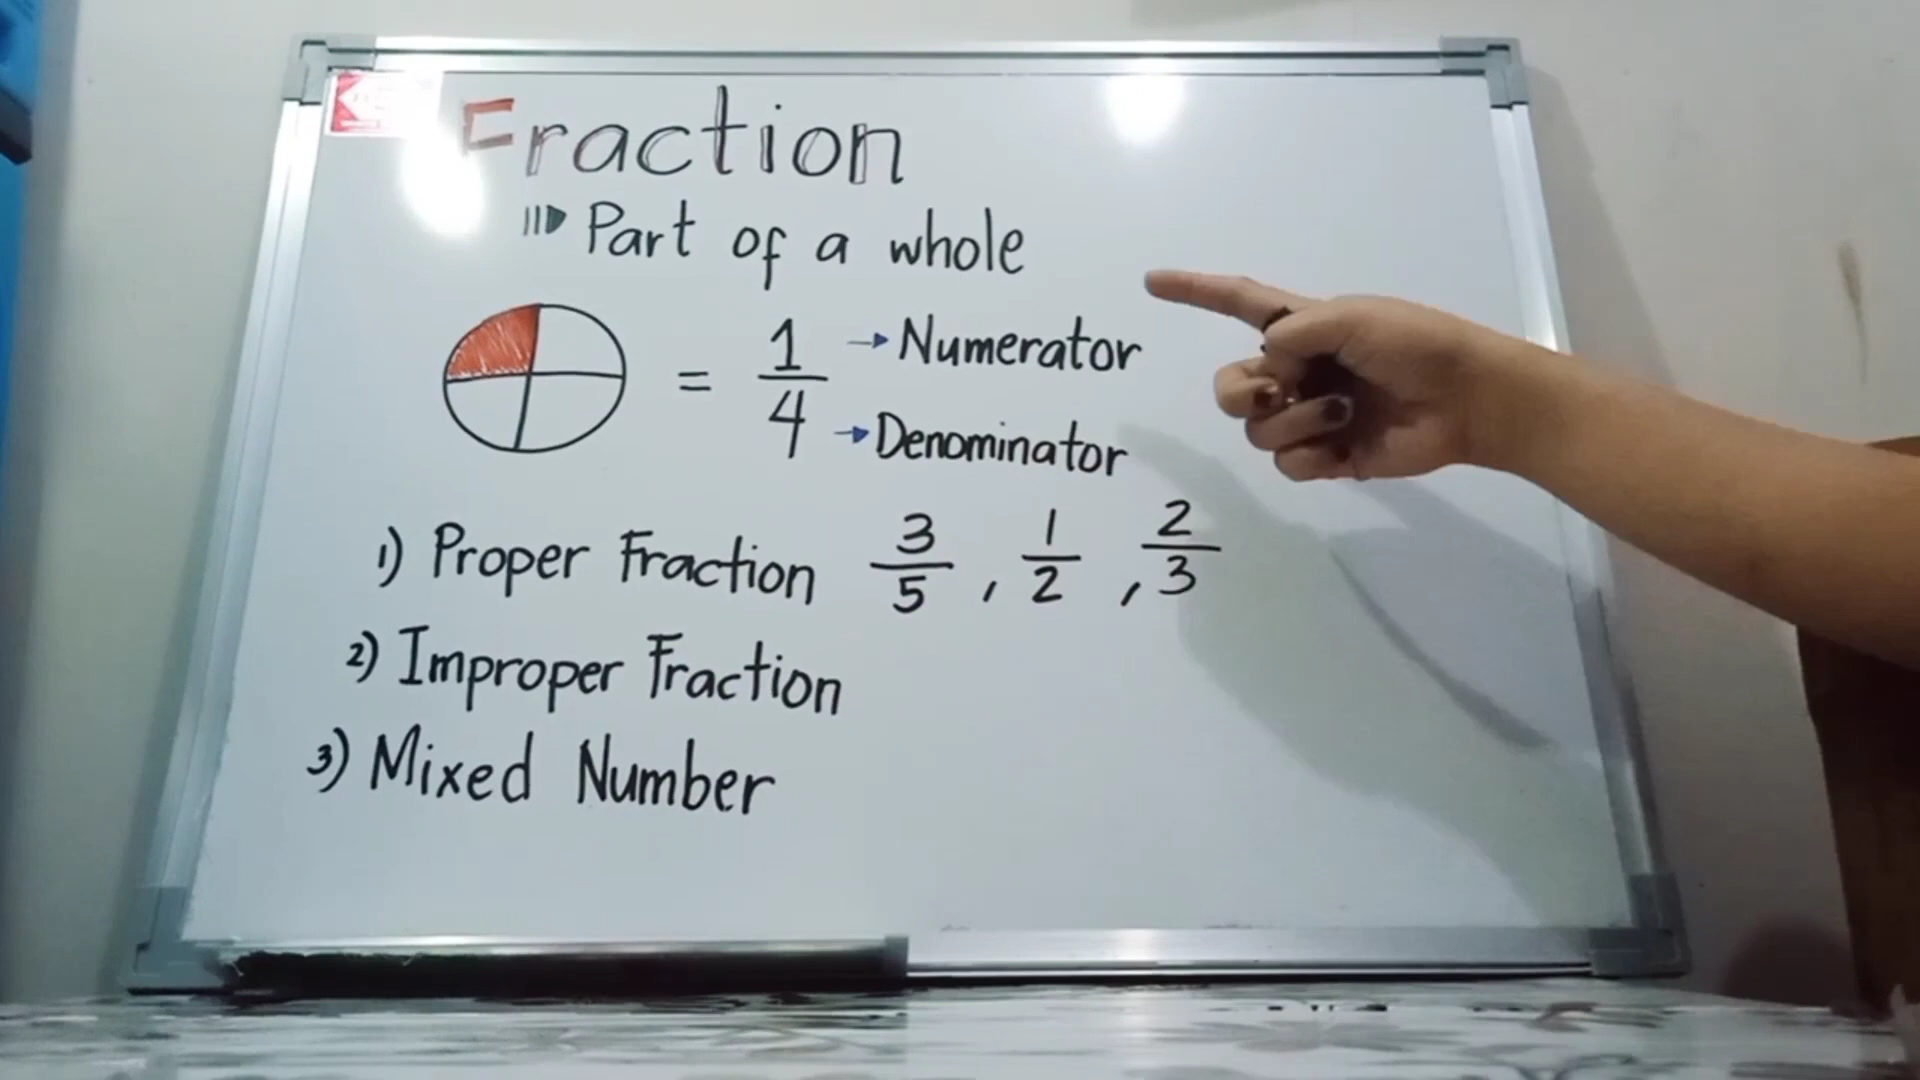 Fraction
Part of a whole
= 1/4 → Numerator
→ Denominator
1) Proper Fraction 3/5 , 1/2 , 2/3
2) Improper Fraction
3) Mixed Number